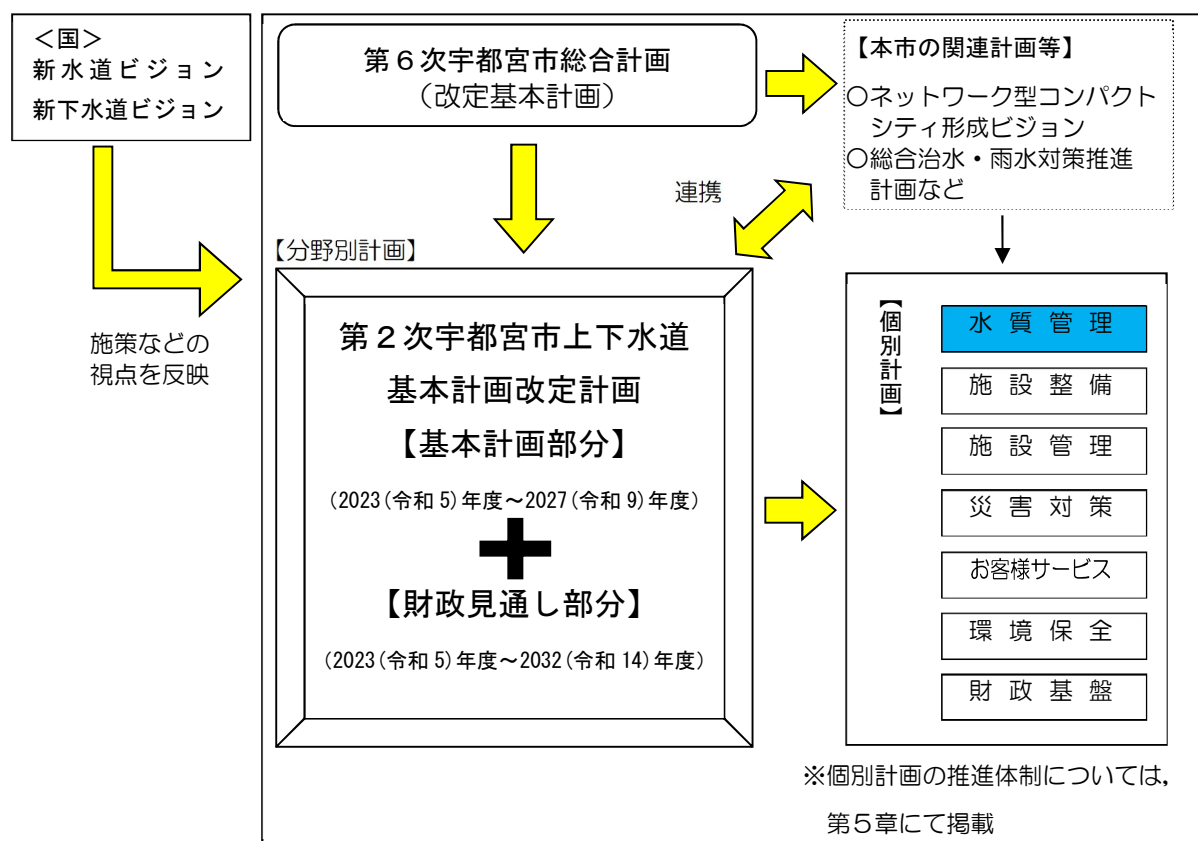 ＜国＞
新水道ビジョン
新下水道ビジョン
第６次宇都宮市総合計画
（改定基本計画）
【本市の関連計画等】
〇ネットワーク型コンパクト
シティ形成ビジョン
〇総合治水・雨水対策推進
計画など
連携
施策などの
視点を反映
【分野別計画】
第２次宇都宮市上下水道
基本計画改定計画
【基本計画部分】
（2023(令和5)年度～2027(令和9)年度）
【財政見通し部分】
（2023(令和5)年度～2032(令和14)年度）
【個別計画】
水質管理
施設整備
施設管理
災害対策
お客様サービス
環境保全
財政基盤
※個別計画の推進体制については，
第５章にて掲載